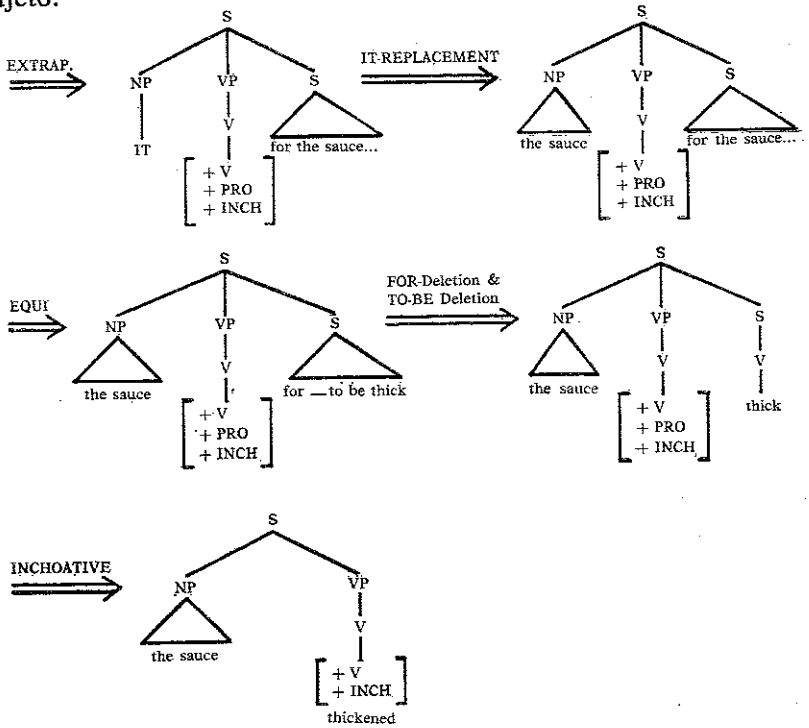 jeto.
S
EXTRAP. IT-REPLACEMENT S
NP VP S NP VP S
V V
IT for the sauce... the sauce for the sauce...
+ V + V
+ PRO + PRO
+ INCH + INCH
S FOR-Deletion & S
EQUI TO-BE Deletion
NP VP S NP VP S
V V V
the sauce for — to be thick the sauce thick
+ V + V
+ PRO + PRO
+ INCH + INCH
S
INCHOATIVE
NP VP
V
the sauce
+ V
+ INCH
thickened